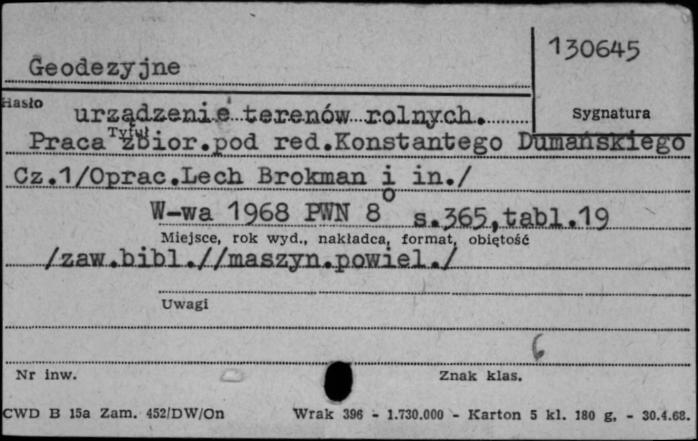 130645
Geodezyjne
Hasło
urządzenie terenów rolnych.
Sygnatura
Tytuł
Praca zbior.pod red.Konstantego Dumańskiego
Cz.1/Oprac.Lech Brokman i in./
W-wa 1968 PWN 8° s.365,tabl.19
Miejsce, rok wyd., nakładca, format, objętość
/zaw.bibl.//maszyn.powiel./
Uwagi
6
Nr inw.
Znak klas.
CWD B 15a Zam. 452/DW/On Wrak 396 - 1.730.000 - Karton 5 kl. 180 g. - 30.4.68.